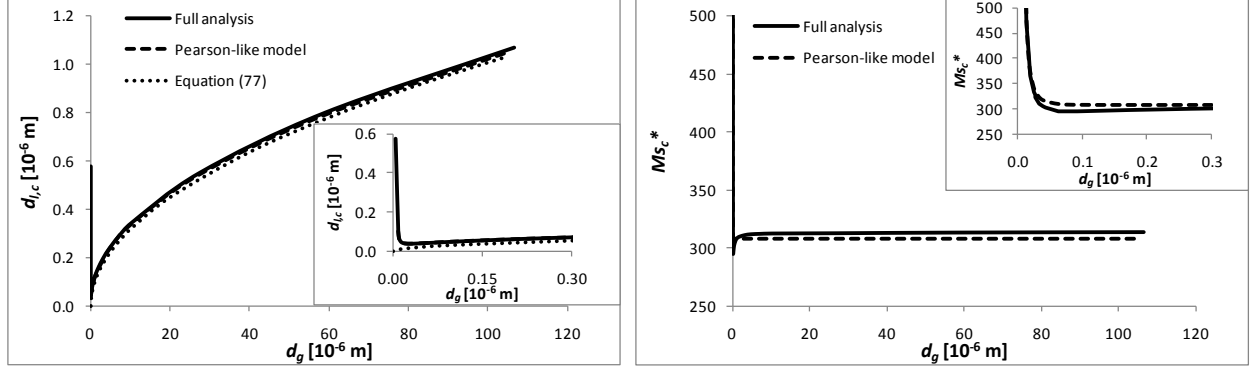 Full analysis
Pearson-like model
Equation (77)
d_l,c [10^-6 m]
1.2
1.0
0.8
0.6
0.4
0.2
0.0
0 20 40 60 80 100 120
d_g [10^-6 m]
d_l,c [10^-6 m]
0.6
0.4
0.2
0.0
0.00 0.15 0.30
d_g [10^-6 m]
Full analysis
Pearson-like model
Ms_c*
500
450
400
350
300
250
0 20 40 60 80 100 120
d_g [10^-6 m]
Ms_c*
500
450
400
350
300
250
0.0 0.1 0.2 0.3
d_g [10^-6 m]